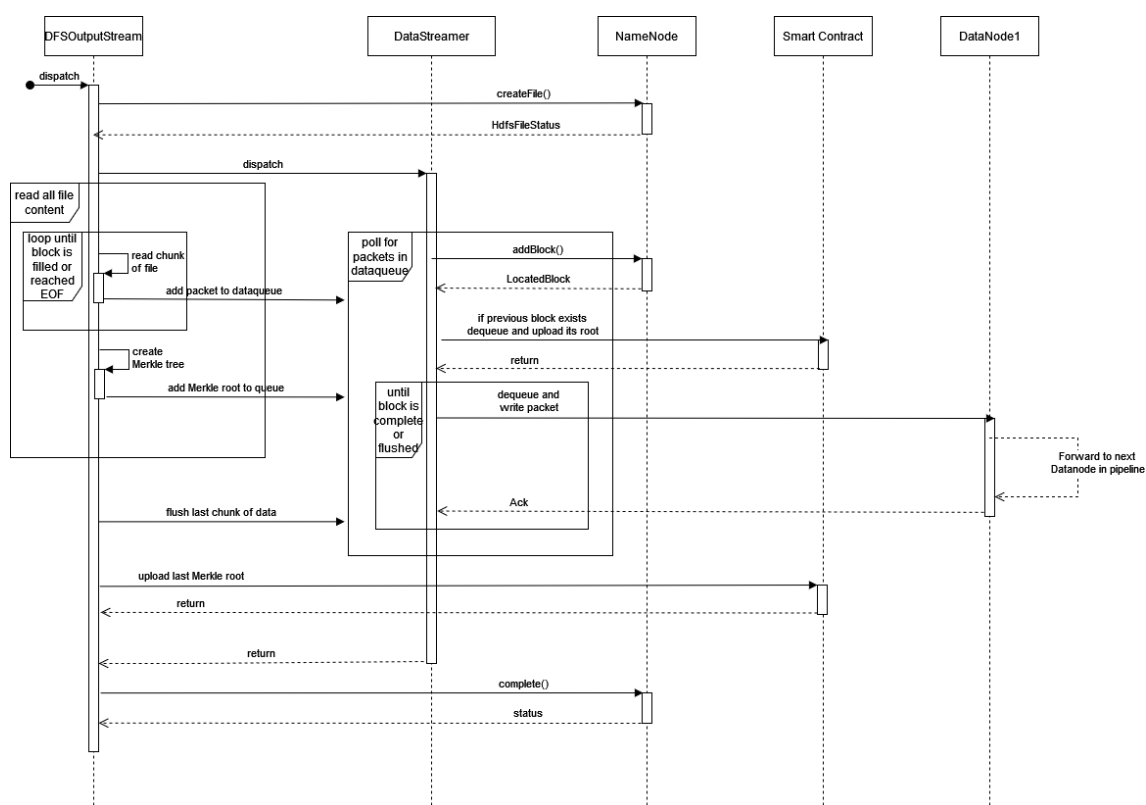 DFSOutputStream
DataStreamer
NameNode
Smart Contract
DataNode1
dispatch
createFile()
HdfsFileStatus
dispatch
read all file
content
loop until
block is
filled or
reached
EOF
read chunk
of file
poll for
packets in
dataqueue
addBlock()
LocatedBlock
add packet to dataqueue
if previous block exists
dequeue and upload its root
return
create
Merkle tree
add Merkle root to queue
until
block is
complete
or
flushed
dequeue and
write packet
Forward to next
Datanode in pipeline
Ack
flush last chunk of data
upload last Merkle root
return
return
complete()
status